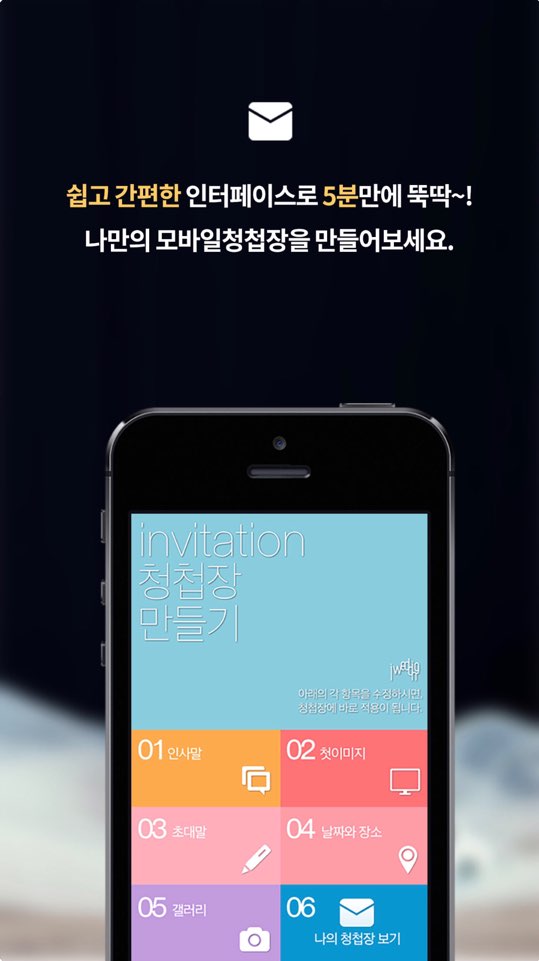 쉽고 간편한 인터페이스로 5분만에 뚝딱~!
나만의 모바일청첩장을 만들어보세요.
invitation
청첩장
만들기
아래의 각 항목을 수정하시면,
청첩장에 바로 적용이 됩니다.
01 인사말
02 첫이미지
03 초대말
04 날짜와 장소
05 갤러리
06
나의 청첩장 보기